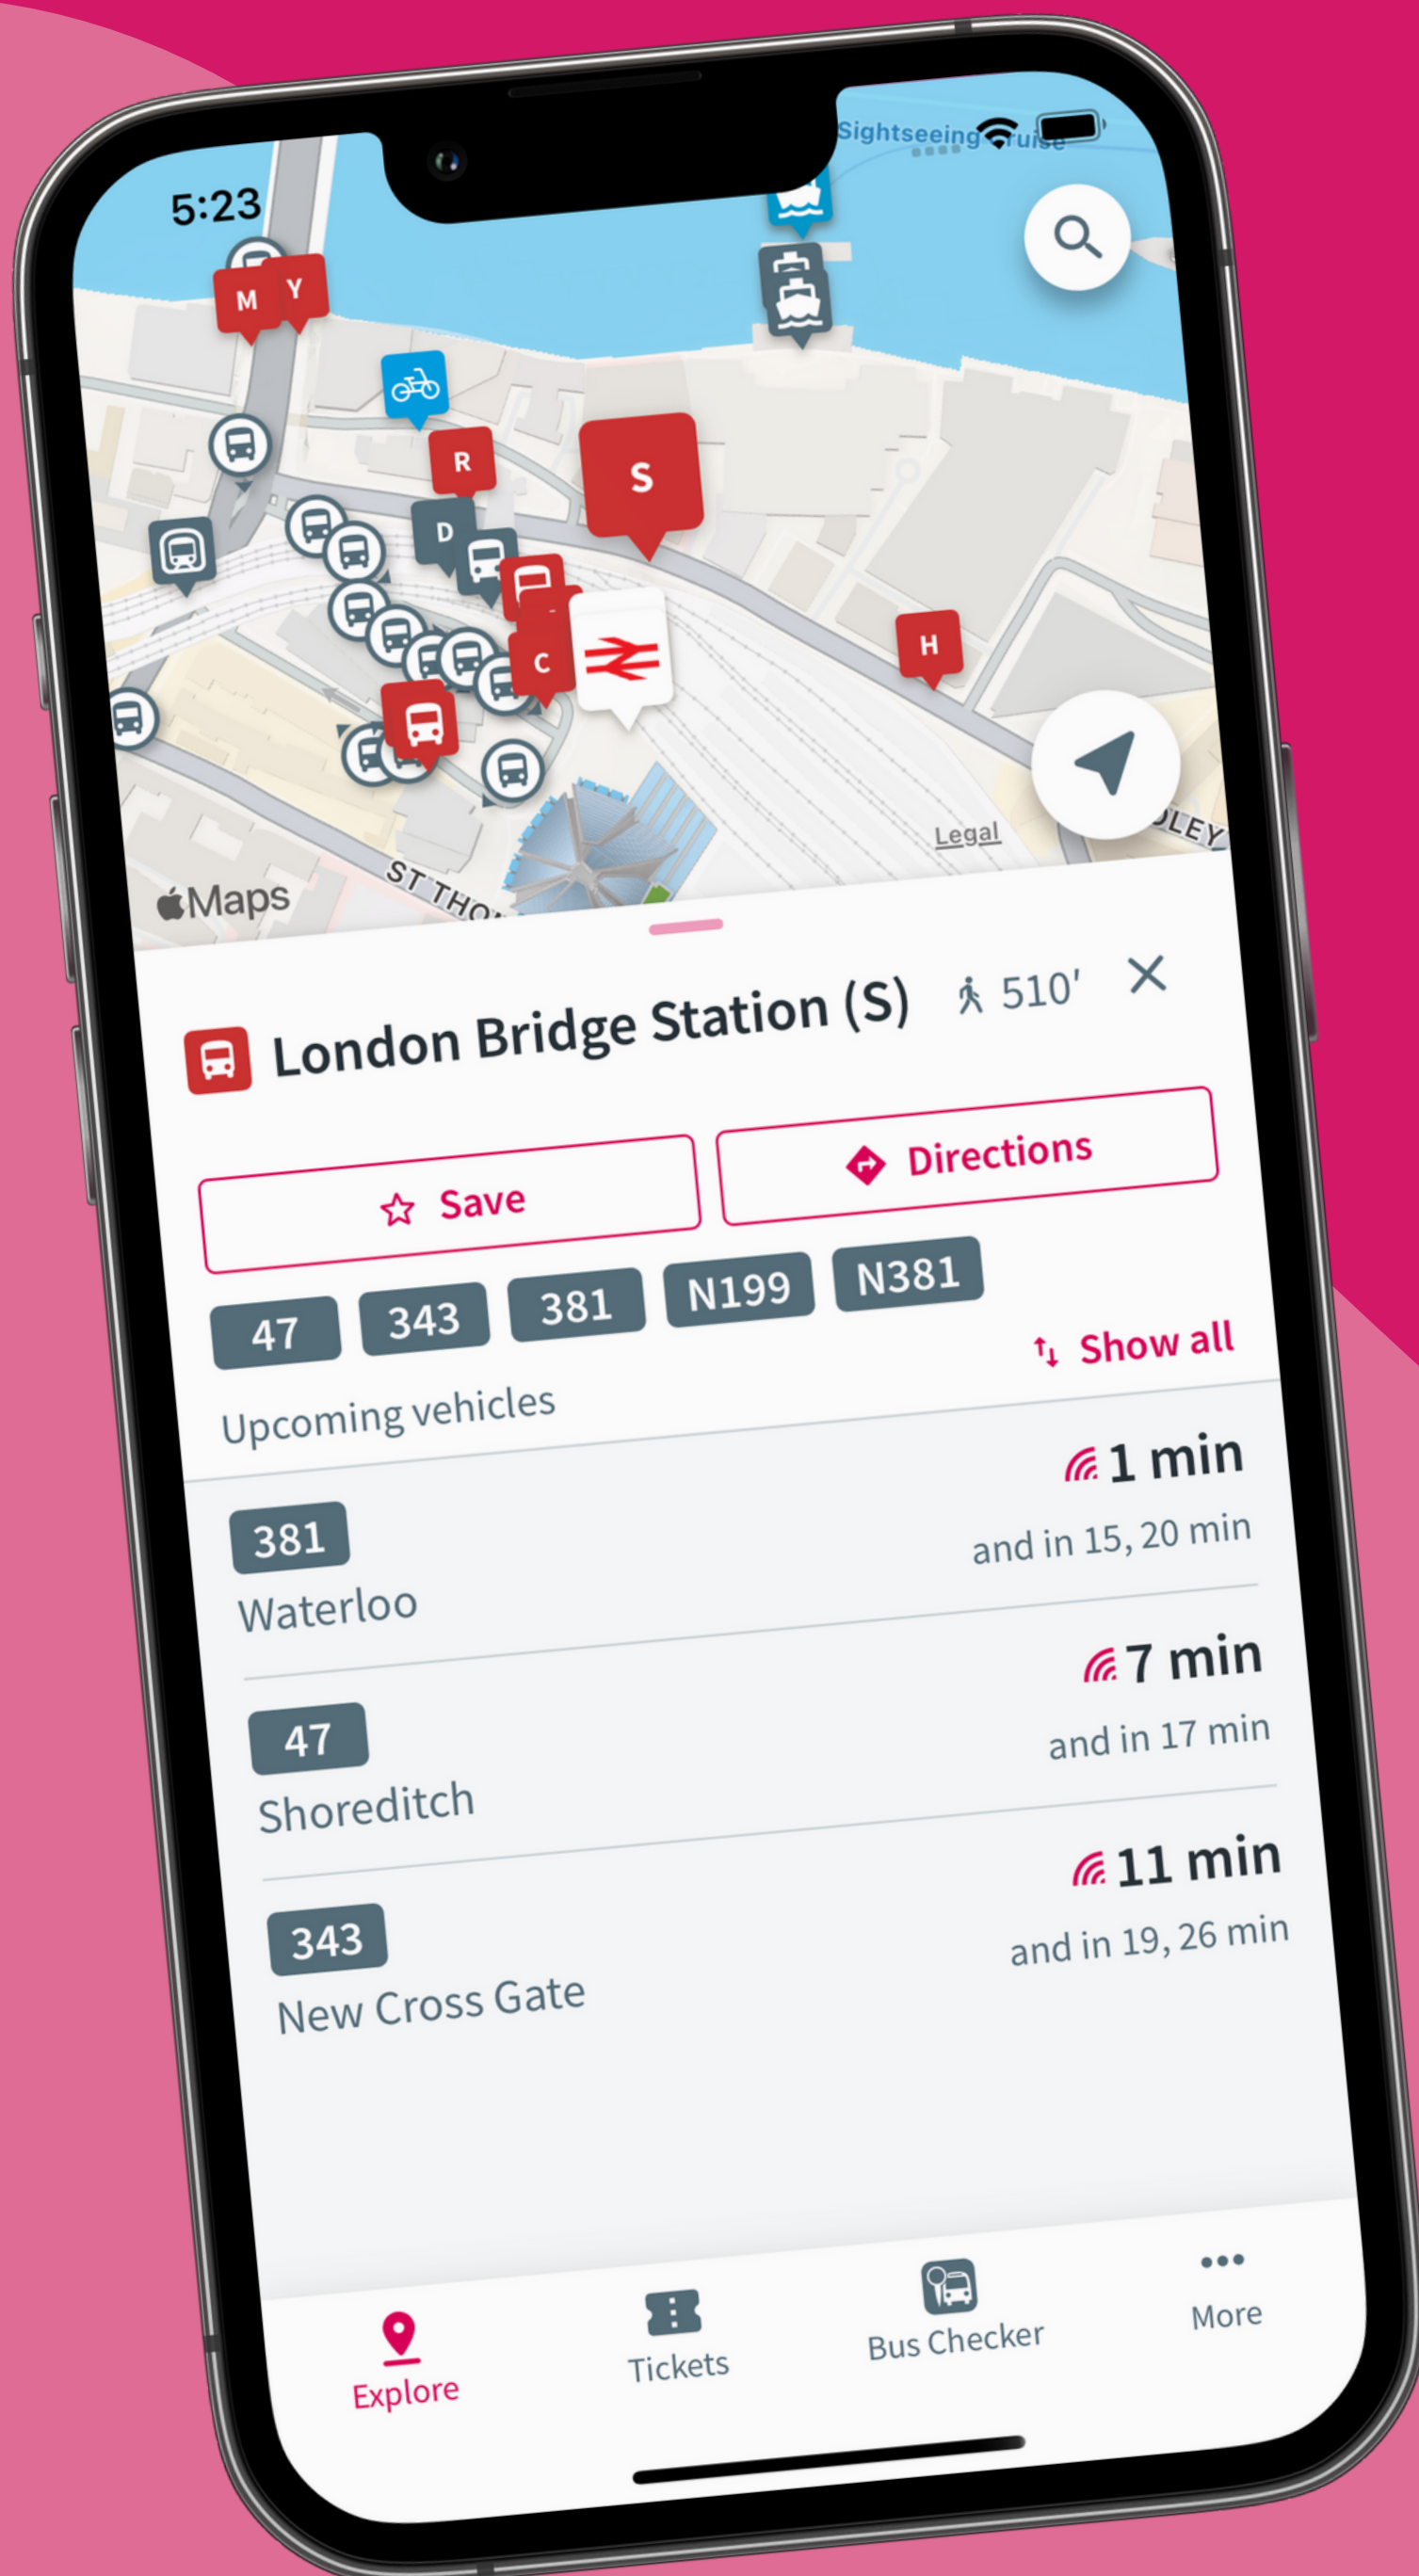 Sightseeing Cruise
5:23
M Y
R
S
D
H
C
Legal
Maps
London Bridge Station (S) 510'
Save Directions
47 343 381 N199 N381
Show all
Upcoming vehicles
381 1 min
Waterloo and in 15, 20 min
47 7 min
Shoreditch and in 17 min
343 11 min
New Cross Gate and in 19, 26 min
Explore Tickets Bus Checker More